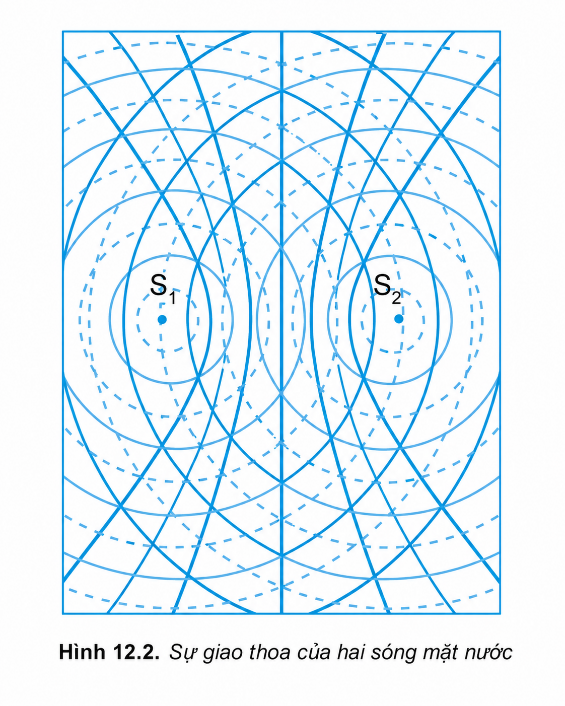 S1 S2
Hình 12.2. Sự giao thoa của hai sóng mặt nước